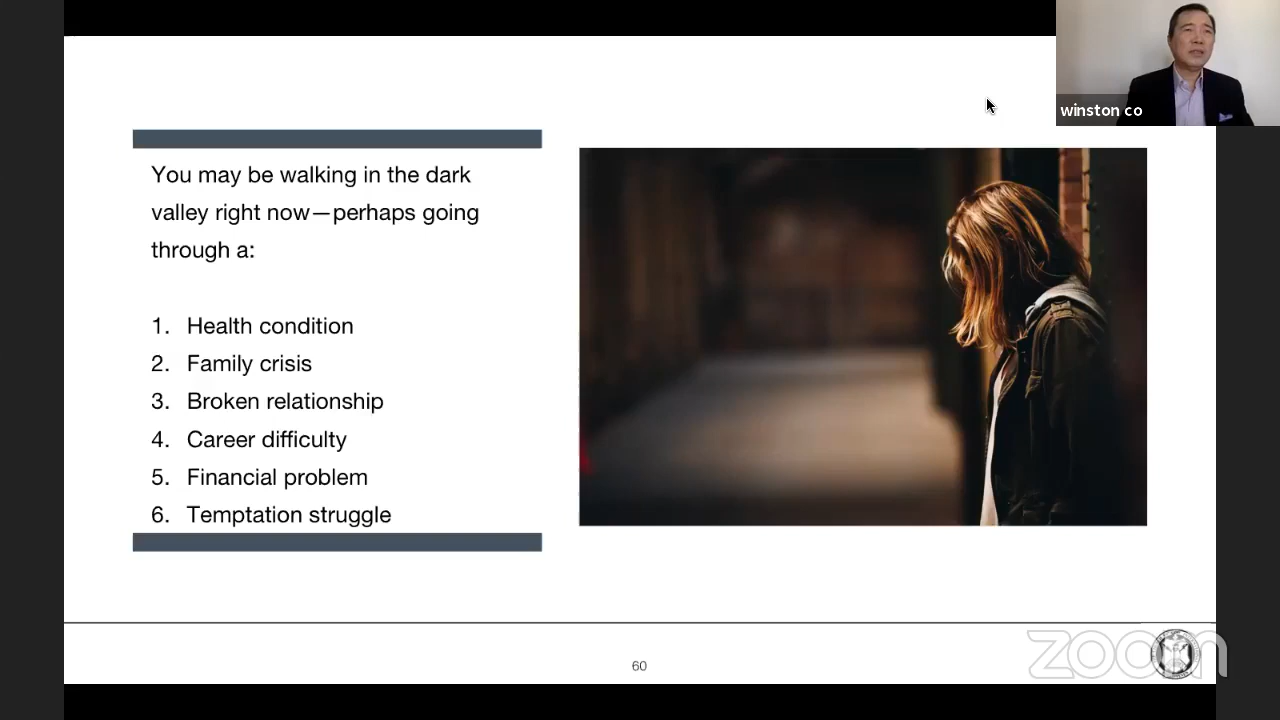 winston co
You may be walking in the dark
valley right now—perhaps going
through a:
1. Health condition
2. Family crisis
3. Broken relationship
4. Career difficulty
5. Financial problem
6. Temptation struggle
60
zoom